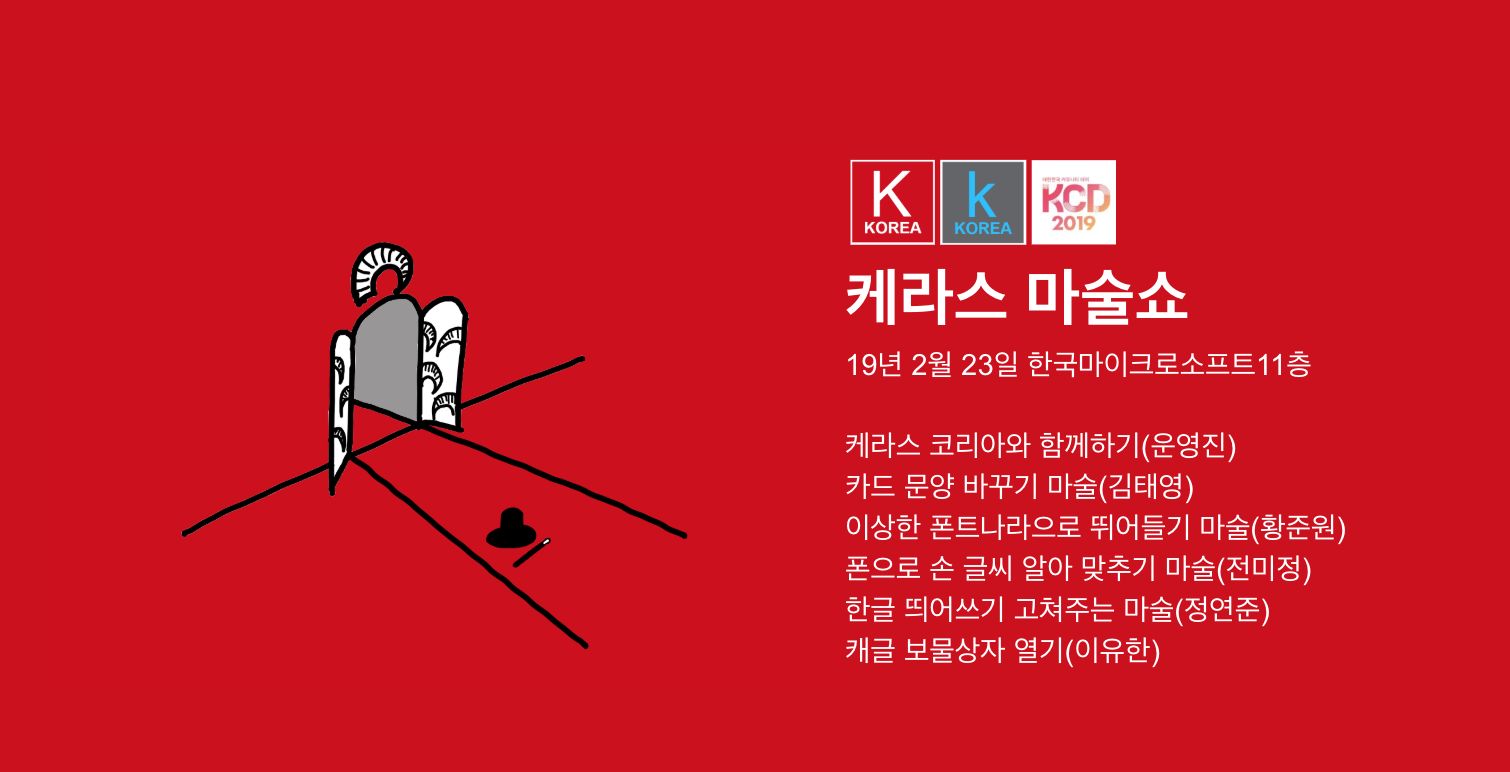 K
KOREA
k
KOREA
대한민국 커뮤니티 데이
KCD
2019
케라스 마술쇼
19년 2월 23일 한국마이크로소프트11층
케라스 코리아와 함께하기(운영진)
카드 문양 바꾸기 마술(김태영)
이상한 폰트나라으로 뛰어들기 마술(황준원)
폰으로 손 글씨 알아 맞추기 마술(전미정)
한글 띄어쓰기 고쳐주는 마술(정연준)
캐글 보물상자 열기(이유한)